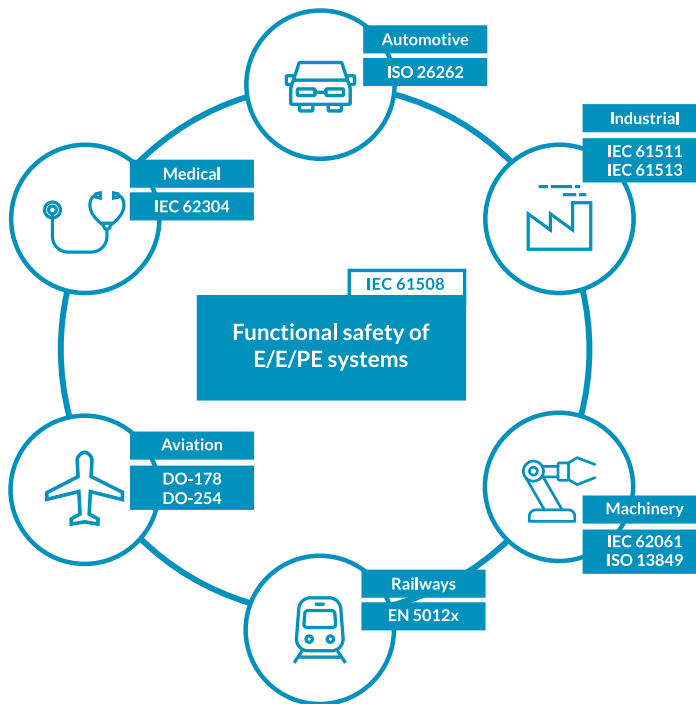 Automotive
ISO 26262
Industrial
IEC 61511
IEC 61513
Medical
IEC 62304
IEC 61508
Functional safety of
E/E/PE systems
Aviation
DO-178
DO-254
Machinery
IEC 62061
ISO 13849
Railways
EN 5012x